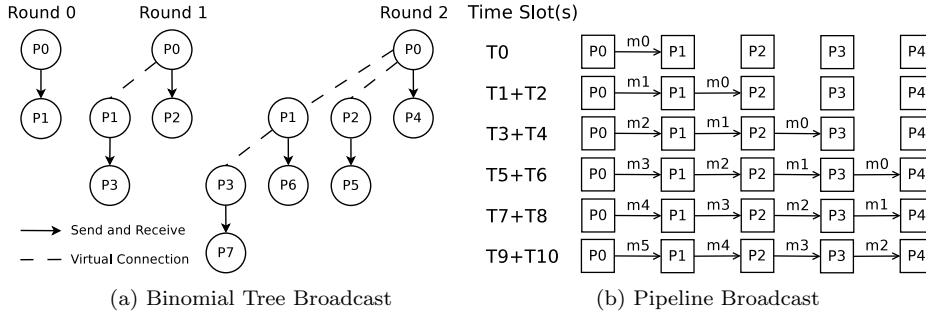 Round 0 Round 1 Round 2
P0 P0 P0
P1 P1 P2 P1 P2 P4
P3 P3 P6 P5
P7
Send and Receive
Virtual Connection
(a) Binomial Tree Broadcast
Time Slot(s)
T0 P0 m0 P1 P2 P3 P4
T1+T2 P0 m1 P1 m0 P2 P3 P4
T3+T4 P0 m2 P1 m1 P2 m0 P3 P4
T5+T6 P0 m3 P1 m2 P2 m1 P3 m0 P4
T7+T8 P0 m4 P1 m3 P2 m2 P3 m1 P4
T9+T10 P0 m5 P1 m4 P2 m3 P3 m2 P4
(b) Pipeline Broadcast